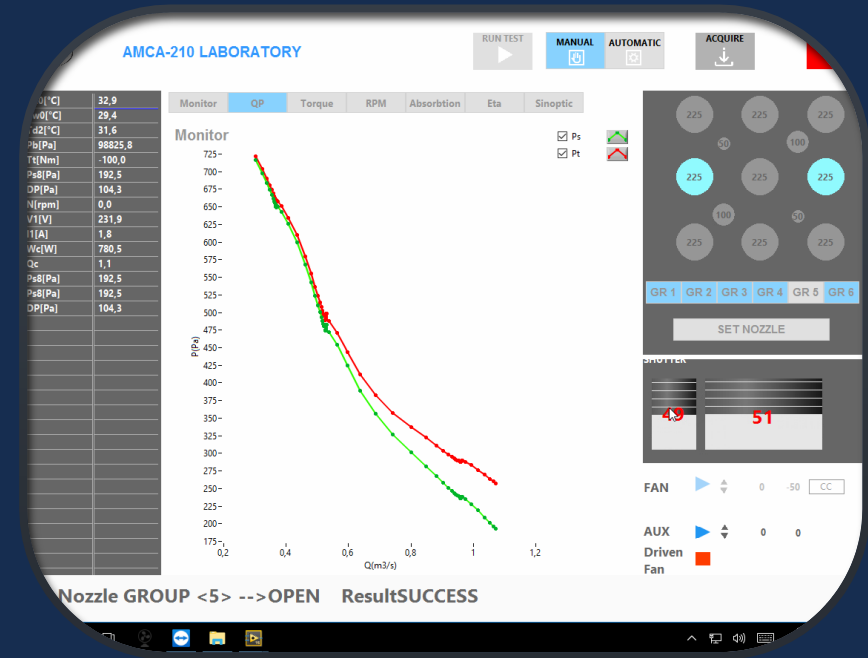 AMCA-210 LABORATORY
RUN TEST
MANUAL
AUTOMATIC
ACQUIRE
32,9
29,4
Td2[°C] 31,6
Pb[Pa] 98825,8
Tt[Nm] -100,0
Ps8[Pa] 192,5
DP[Pa] 104,3
N[rpm] 0,0
V1[V] 231,9
I1[A] 1,8
Wc[W] 780,5
Qc 1,1
Ps8[Pa] 192,5
Ps8[Pa] 192,5
DP[Pa] 104,3
Monitor QP Torque RPM Absorbtion Eta Sinoptic
Monitor
Ps
Pt
725
700
675
650
625
600
575
550
525
500
475
450
425
400
375
350
325
300
275
250
225
200
175
P(Pa)
0,2 0,4 0,6 0,8 1 1,2
Q(m3/s)
225 225 225
50 100
225 225 225
100 50
225 225 225
GR 1 GR 2 GR 3 GR 4 GR 5 GR 6
SET NOZZLE
SHUTTER
49 51
FAN 0 -50 CC
AUX 0 0
Driven
Fan
Nozzle GROUP <5> -->OPEN ResultSUCCESS